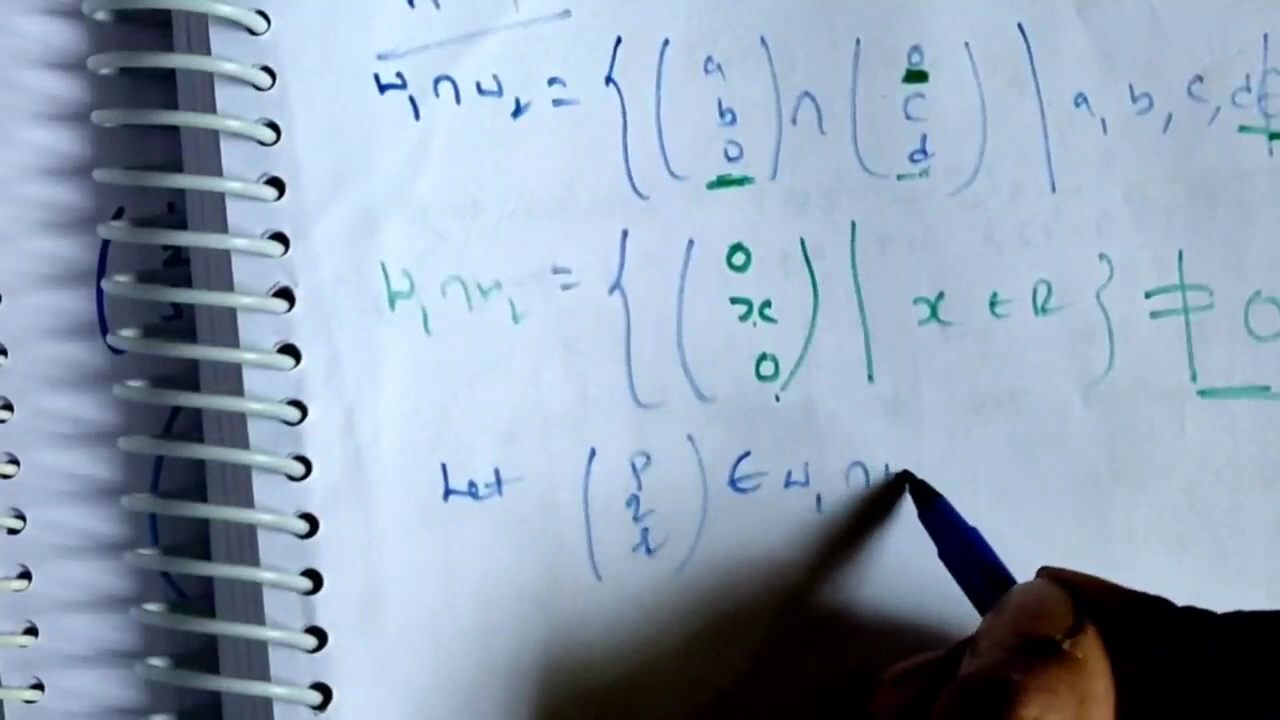 W₁ ∩ W₂ = { ( a b 0 ) ∩ ( 0 c d ) | a, b, c, d
W₁ ∩ W₂ = { ( 0 x 0 ) | x ∈ R } ≠ 0
Let ( p q r ) ∈ W₁ ∩